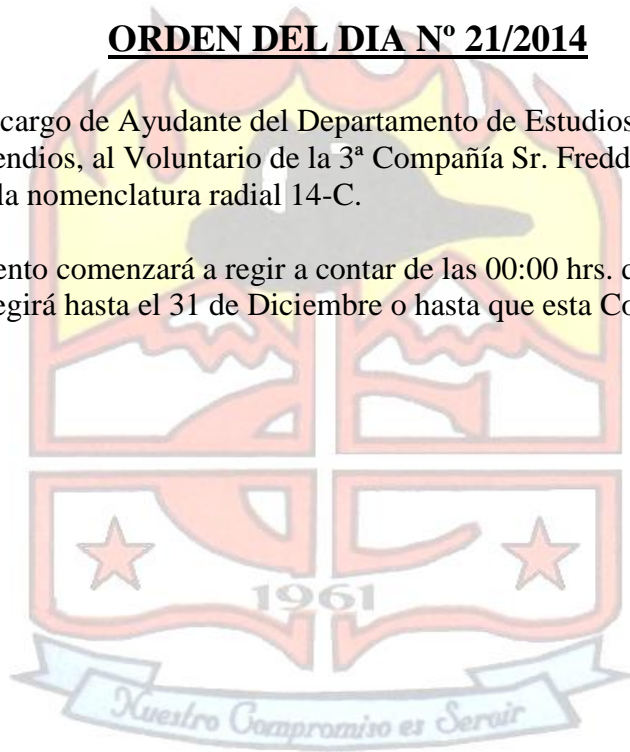 ORDEN DEL DIA Nº 21/2014
cargo de Ayudante del Departamento de Estudios
endios, al Voluntario de la 3ª Compañía Sr. Fredd
la nomenclatura radial 14-C.
ento comenzará a regir a contar de las 00:00 hrs. d
egirá hasta el 31 de Diciembre o hasta que esta Co
1961
Nuestro Compromiso es Servir